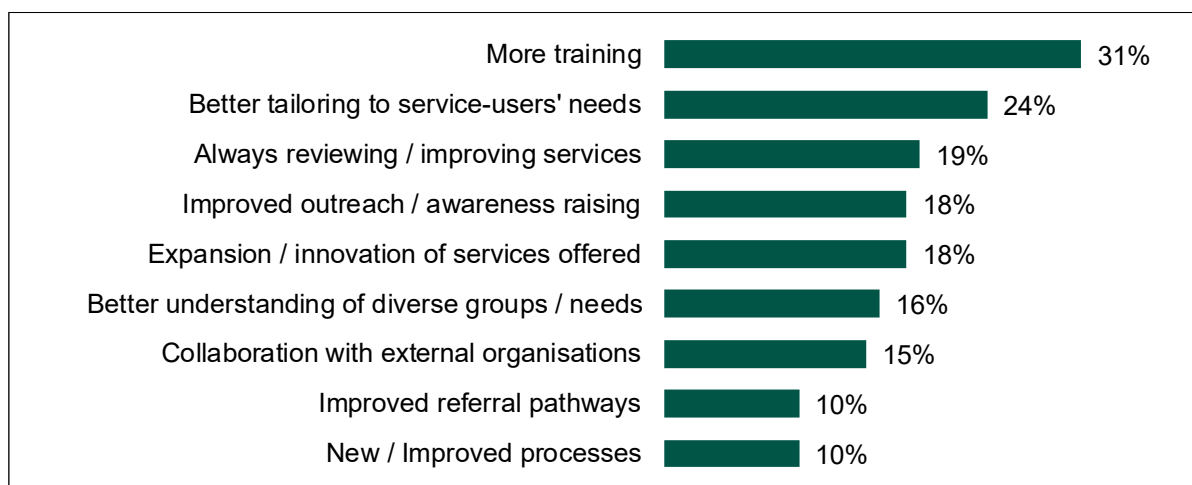 More training 31%
Better tailoring to service-users' needs 24%
Always reviewing / improving services 19%
Improved outreach / awareness raising 18%
Expansion / innovation of services offered 18%
Better understanding of diverse groups / needs 16%
Collaboration with external organisations 15%
Improved referral pathways 10%
New / Improved processes 10%